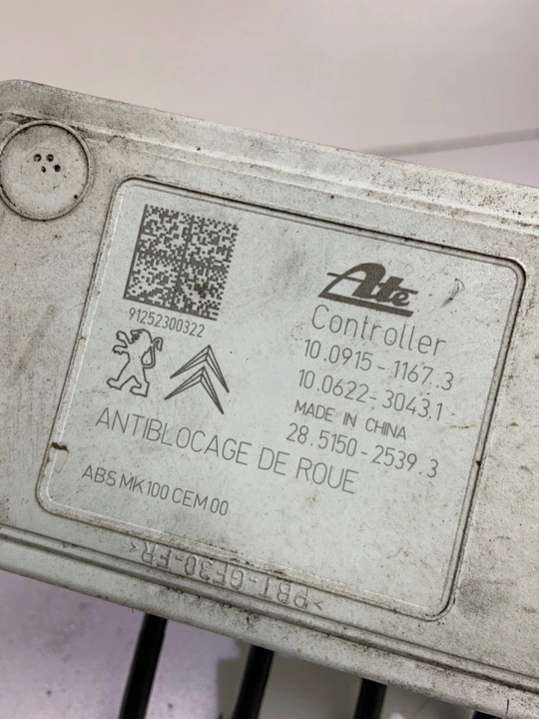 91252300322
Ate
Controller
10.0915-1167.3
10.0622-3043.1
MADE IN CHINA
28.5150-2539.3
ANTIBLOCAGE DE ROUE
ABS MK100 CEM 00
>PBT-GF30-FR<